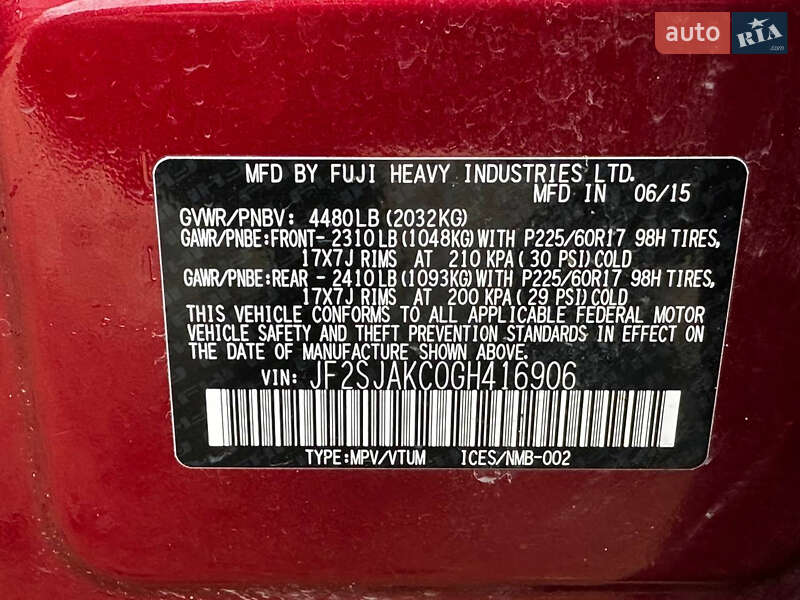 auto RIA.com
MFD BY FUJI HEAVY INDUSTRIES LTD.
MFD IN 06/15
GVWR/PNBV: 4480LB(2032KG)
GAWR/PNBE:FRONT- 2310LB(1048KG)WITH P225/60R17 98H TIRES,
17X7J RIMS AT 210 KPA( 30 PSI)COLD
GAWR/PNBE:REAR - 2410LB(1093KG)WITH P225/60R17 98H TIRES,
17X7J RIMS AT 200 KPA( 29 PSI)COLD
THIS VEHICLE CONFORMS TO ALL APPLICABLE FEDERAL MOTOR
VEHICLE SAFETY AND THEFT PREVENTION STANDARDS IN EFFECT ON
THE DATE OF MANUFACTURE SHOWN ABOVE.
VIN: JF2SJAKC0GH416906
TYPE:MPV/VTUM ICES/NMB-002